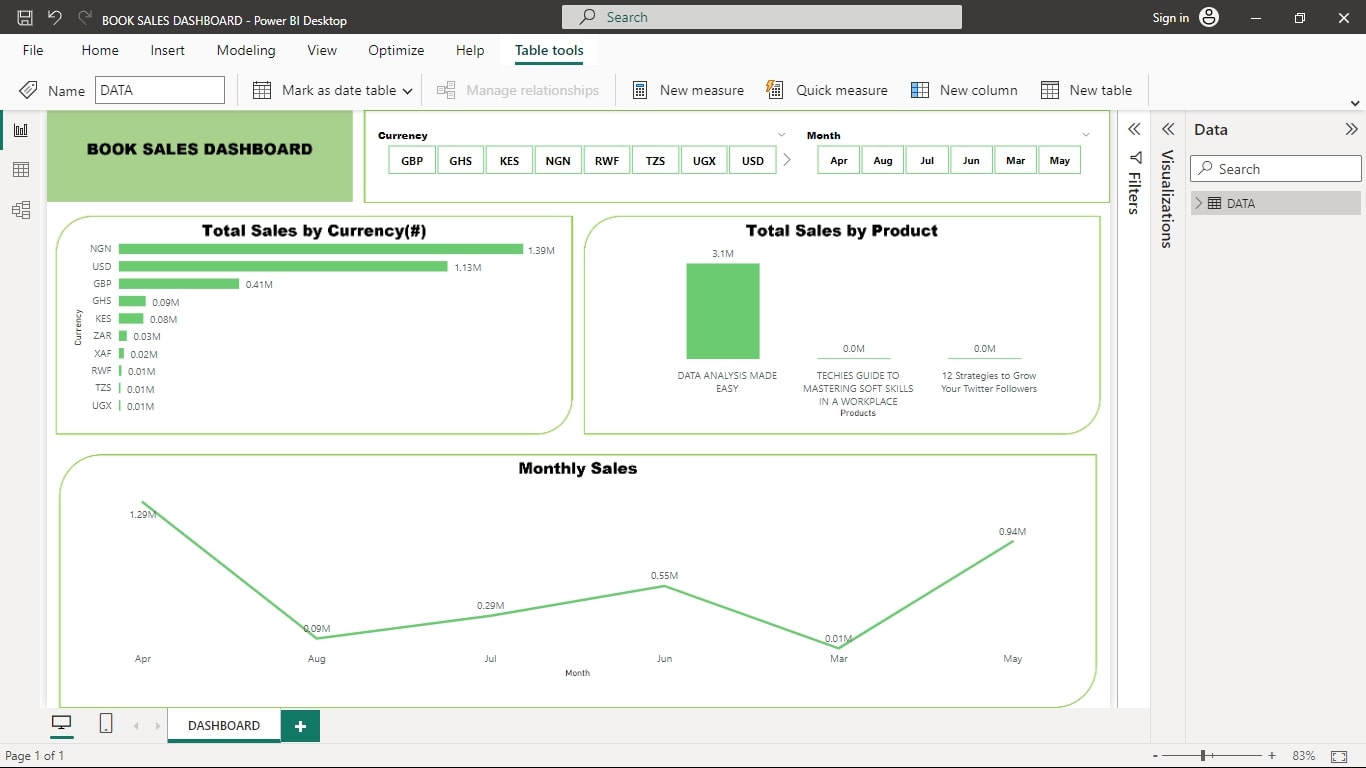 BOOK SALES DASHBOARD - Power BI Desktop
Search
Sign in
File Home Insert Modeling View Optimize Help Table tools
Name DATA Mark as date table Manage relationships New measure Quick measure New column New table
BOOK SALES DASHBOARD
Currency
GBP GHS KES NGN RWF TZS UGX USD
Month
Apr Aug Jul Jun Mar May
Total Sales by Currency(#)
Currency
NGN 1.39M
USD 1.13M
GBP 0.41M
GHS 0.09M
KES 0.08M
ZAR 0.03M
XAF 0.02M
RWF 0.01M
TZS 0.01M
UGX 0.01M
Total Sales by Product
3.1M
0.0M 0.0M
DATA ANALYSIS MADE
EASY
TECHIES GUIDE TO
MASTERING SOFT SKILLS
IN A WORKPLACE
12 Strategies to Grow
Your Twitter Followers
Products
Monthly Sales
1.29M
0.09M
0.29M
0.55M
0.01M
0.94M
Apr Aug Jul Jun Mar May
Month
Filters
Visualizations
Data
Search
DATA
DASHBOARD
+
Page 1 of 1
- + 83%